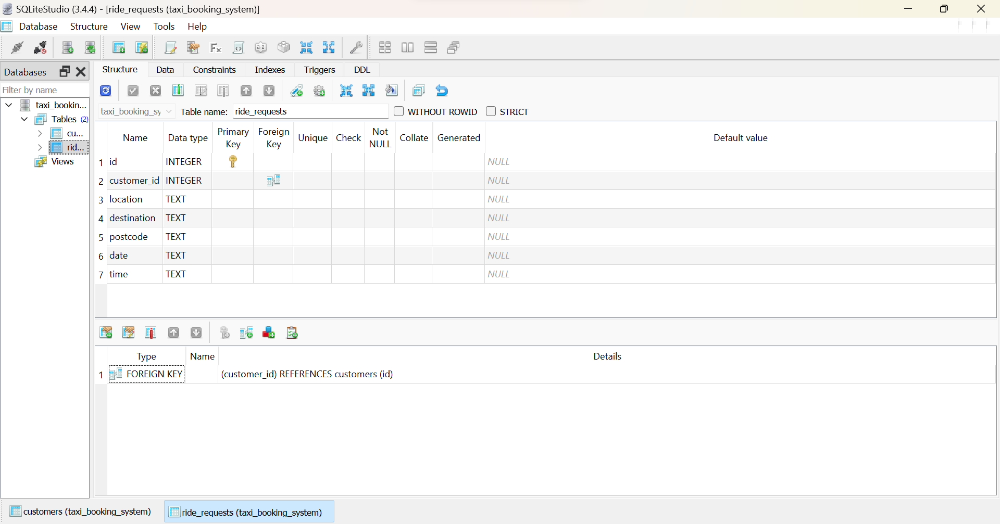 SQLiteStudio (3.4.4) - [ride_requests (taxi_booking_system)]
Database Structure View Tools Help
Databases
Filter by name
taxi_bookin...
Tables (2)
cu...
rid...
Views
Structure Data Constraints Indexes Triggers DDL
taxi_booking_sy Table name: ride_requests WITHOUT ROWID STRICT
Name Data type Primary Key Foreign Key Unique Check Not NULL Collate Generated Default value
1 id INTEGER NULL
2 customer_id INTEGER NULL
3 location TEXT NULL
4 destination TEXT NULL
5 postcode TEXT NULL
6 date TEXT NULL
7 time TEXT NULL
Type Name Details
1 FOREIGN KEY (customer_id) REFERENCES customers (id)
customers (taxi_booking_system) ride_requests (taxi_booking_system)